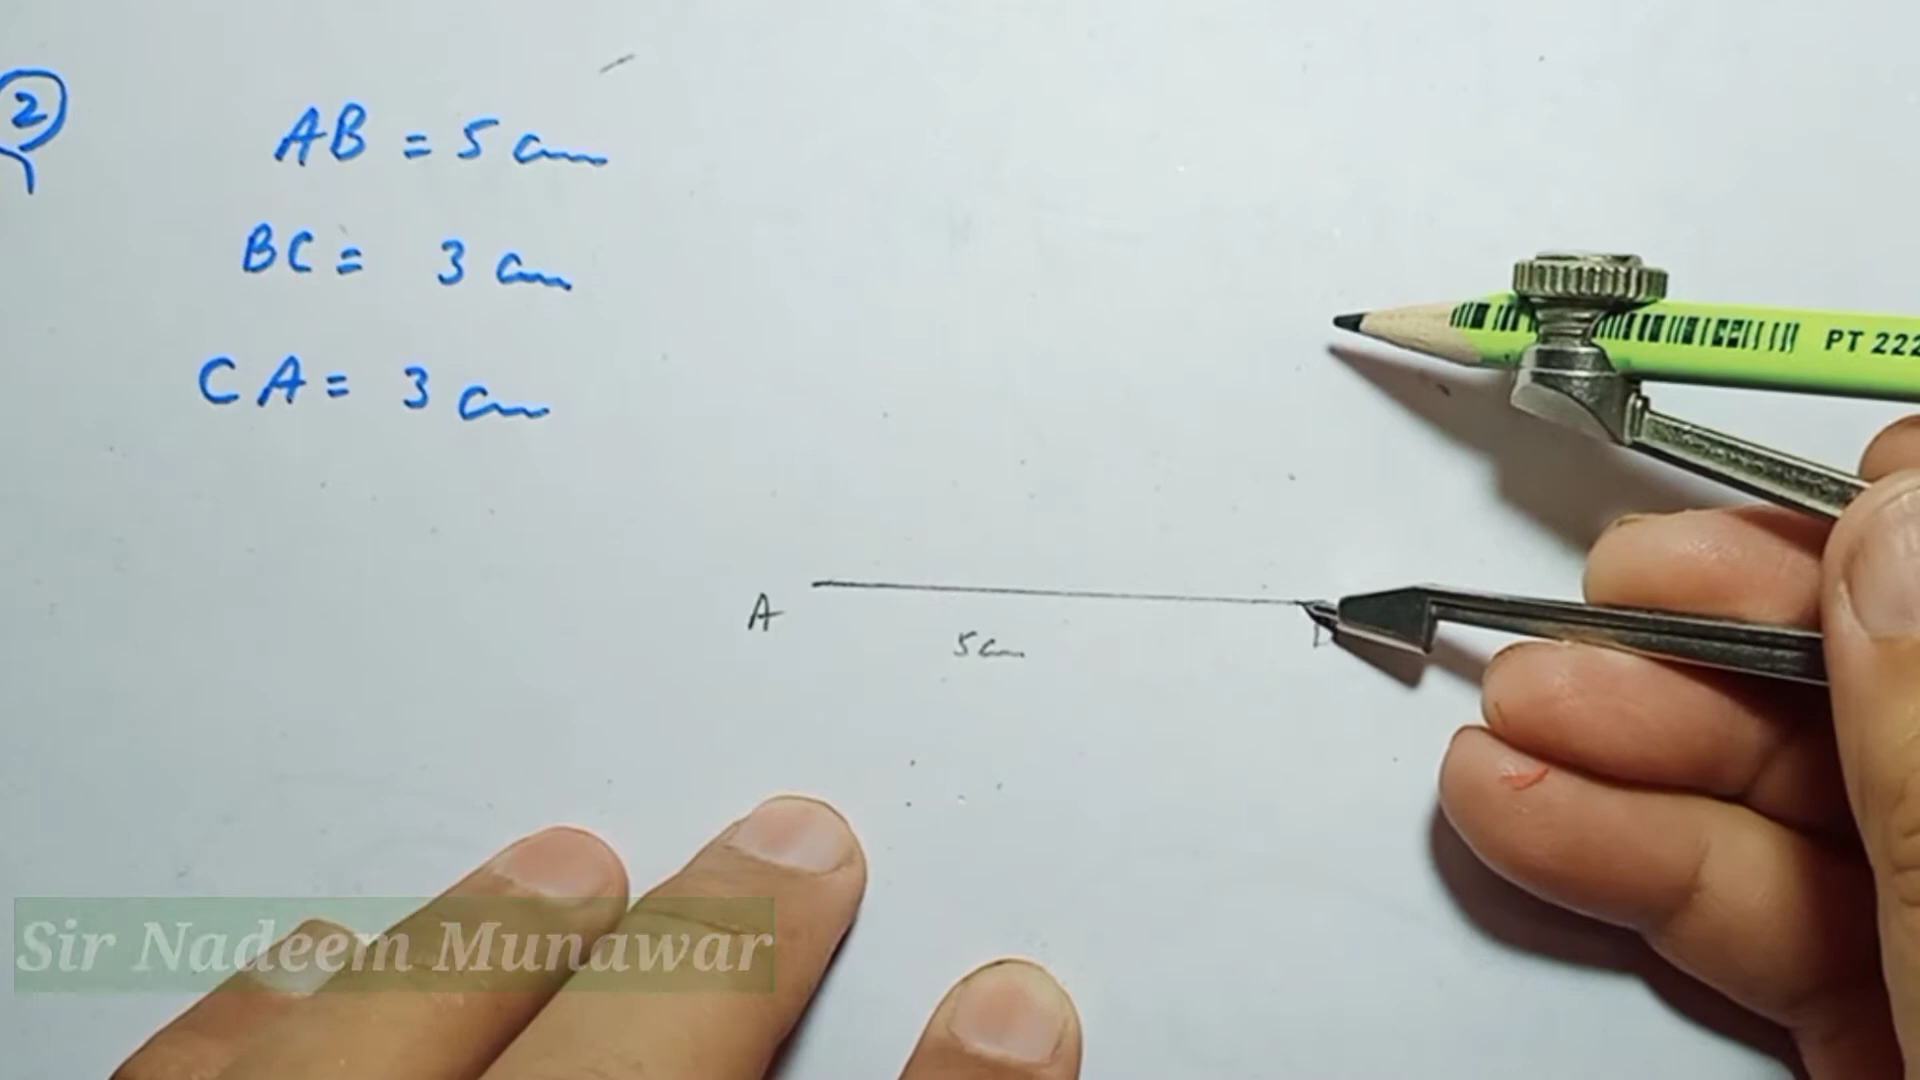 2
AB = 5 cm
BC = 3 cm
CA = 3 cm
PT 222
A
5 cm
Sir Nadeem Munawar